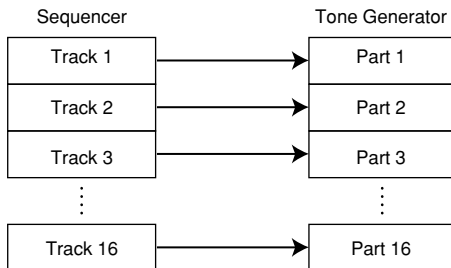 Sequencer Tone Generator
Track 1 Part 1
Track 2 Part 2
Track 3 Part 3
Track 16 Part 16